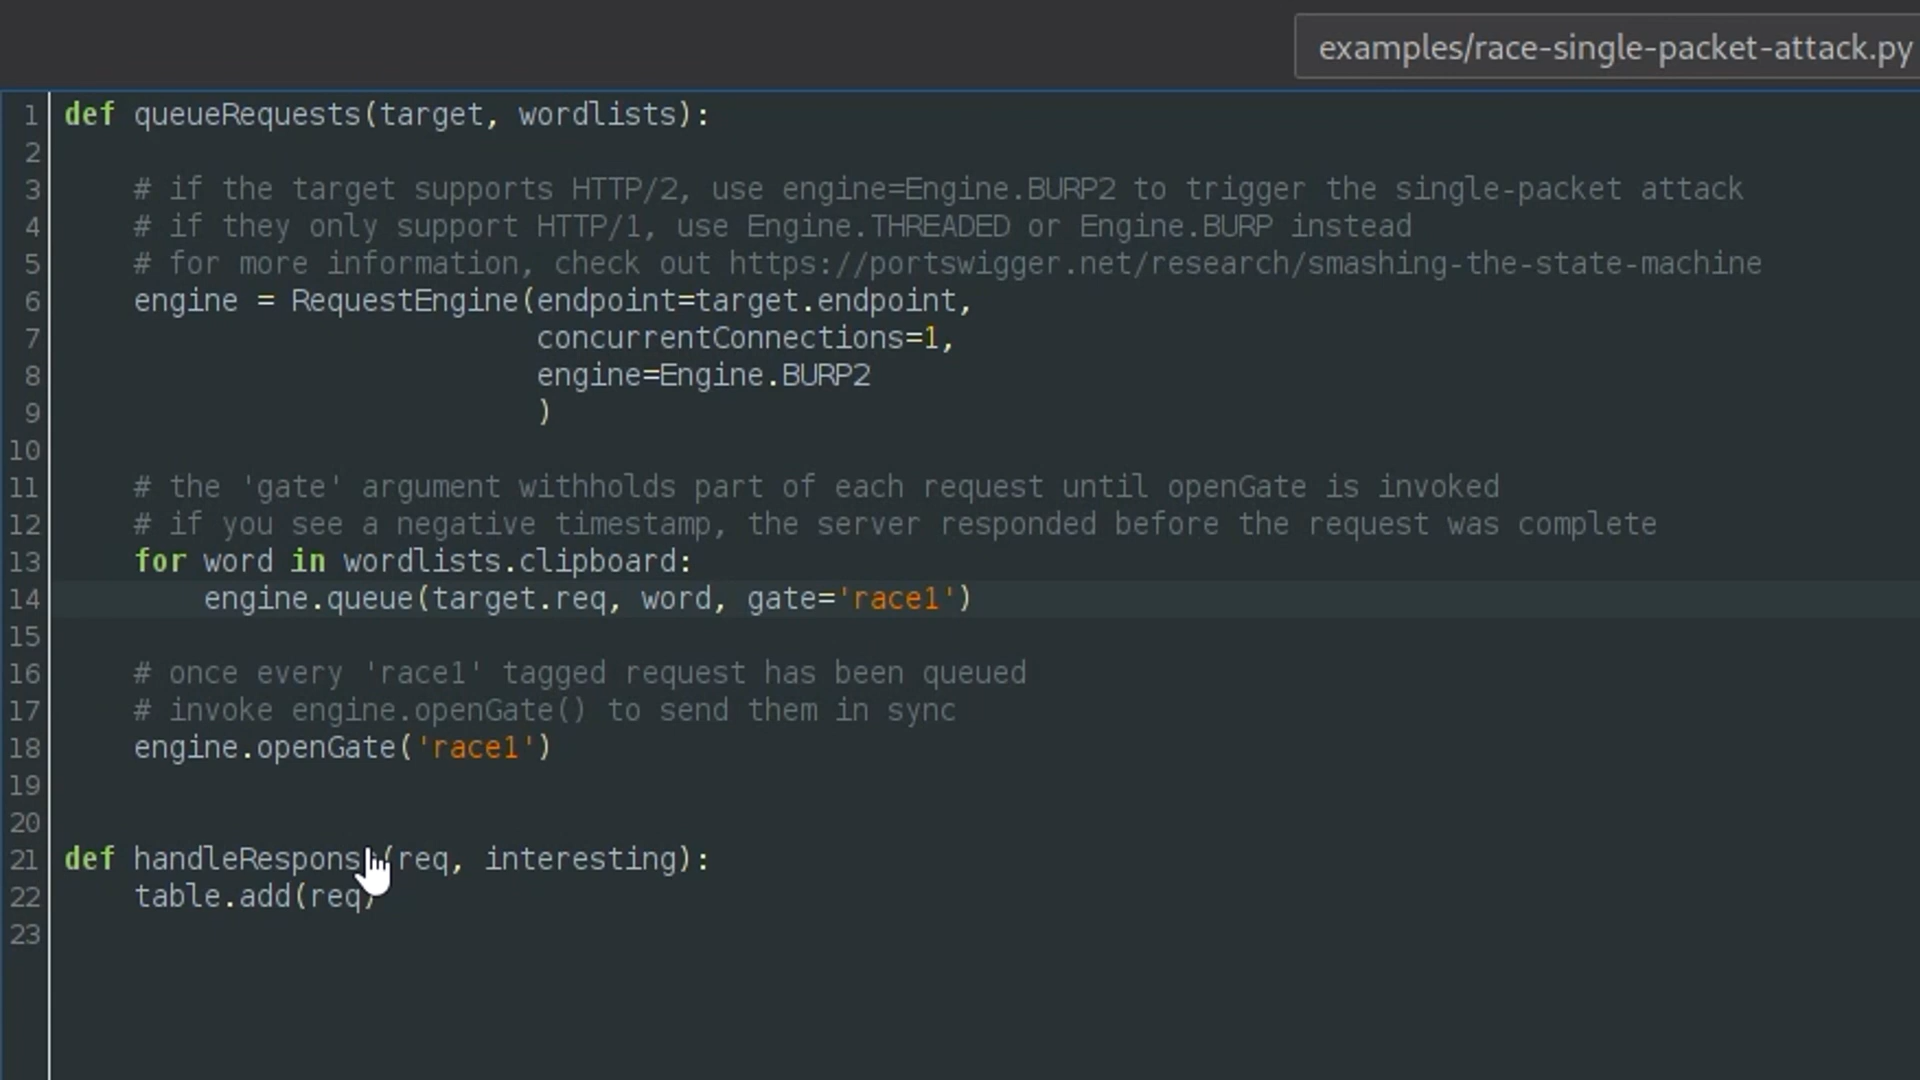 examples/race-single-packet-attack.py
1 def queueRequests(target, wordlists):
2
3 # if the target supports HTTP/2, use engine=Engine.BURP2 to trigger the single-packet attack
4 # if they only support HTTP/1, use Engine.THREADED or Engine.BURP instead
5 # for more information, check out https://portswigger.net/research/smashing-the-state-machine
6 engine = RequestEngine(endpoint=target.endpoint,
7 concurrentConnections=1,
8 engine=Engine.BURP2
9 )
10
11 # the 'gate' argument withholds part of each request until openGate is invoked
12 # if you see a negative timestamp, the server responded before the request was complete
13 for word in wordlists.clipboard:
14 engine.queue(target.req, word, gate='race1')
15
16 # once every 'race1' tagged request has been queued
17 # invoke engine.openGate() to send them in sync
18 engine.openGate('race1')
19
20
21 def handleRespons(req, interesting):
22 table.add(req)
23